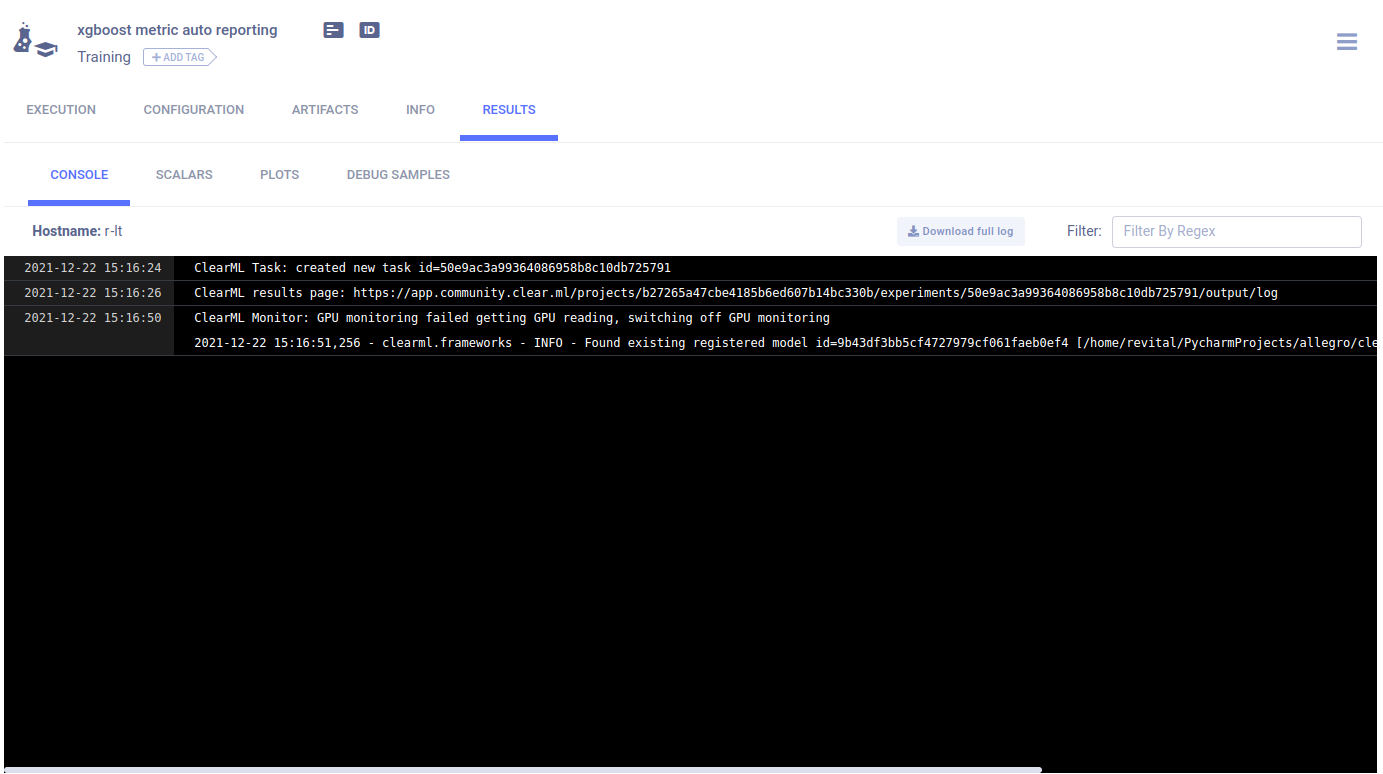 xgboost metric auto reporting
ID
Training
ADD TAG
EXECUTION CONFIGURATION ARTIFACTS INFO RESULTS
CONSOLE SCALARS PLOTS DEBUG SAMPLES
Hostname: r-lt Download full log Filter: Filter By Regex
2021-12-22 15:16:24 ClearML Task: created new task id=50e9ac3a99364086958b8c10db725791
2021-12-22 15:16:26 ClearML results page: https://app.community.clear.ml/projects/b27265a47cbe4185b6ed607b14bc330b/experiments/50e9ac3a99364086958b8c10db725791/output/log
2021-12-22 15:16:50 ClearML Monitor: GPU monitoring failed getting GPU reading, switching off GPU monitoring
2021-12-22 15:16:51,256 - clearml.frameworks - INFO - Found existing registered model id=9b43df3bb5cf4727979cf061faeb0ef4 [/home/revital/PycharmProjects/allegro/cle